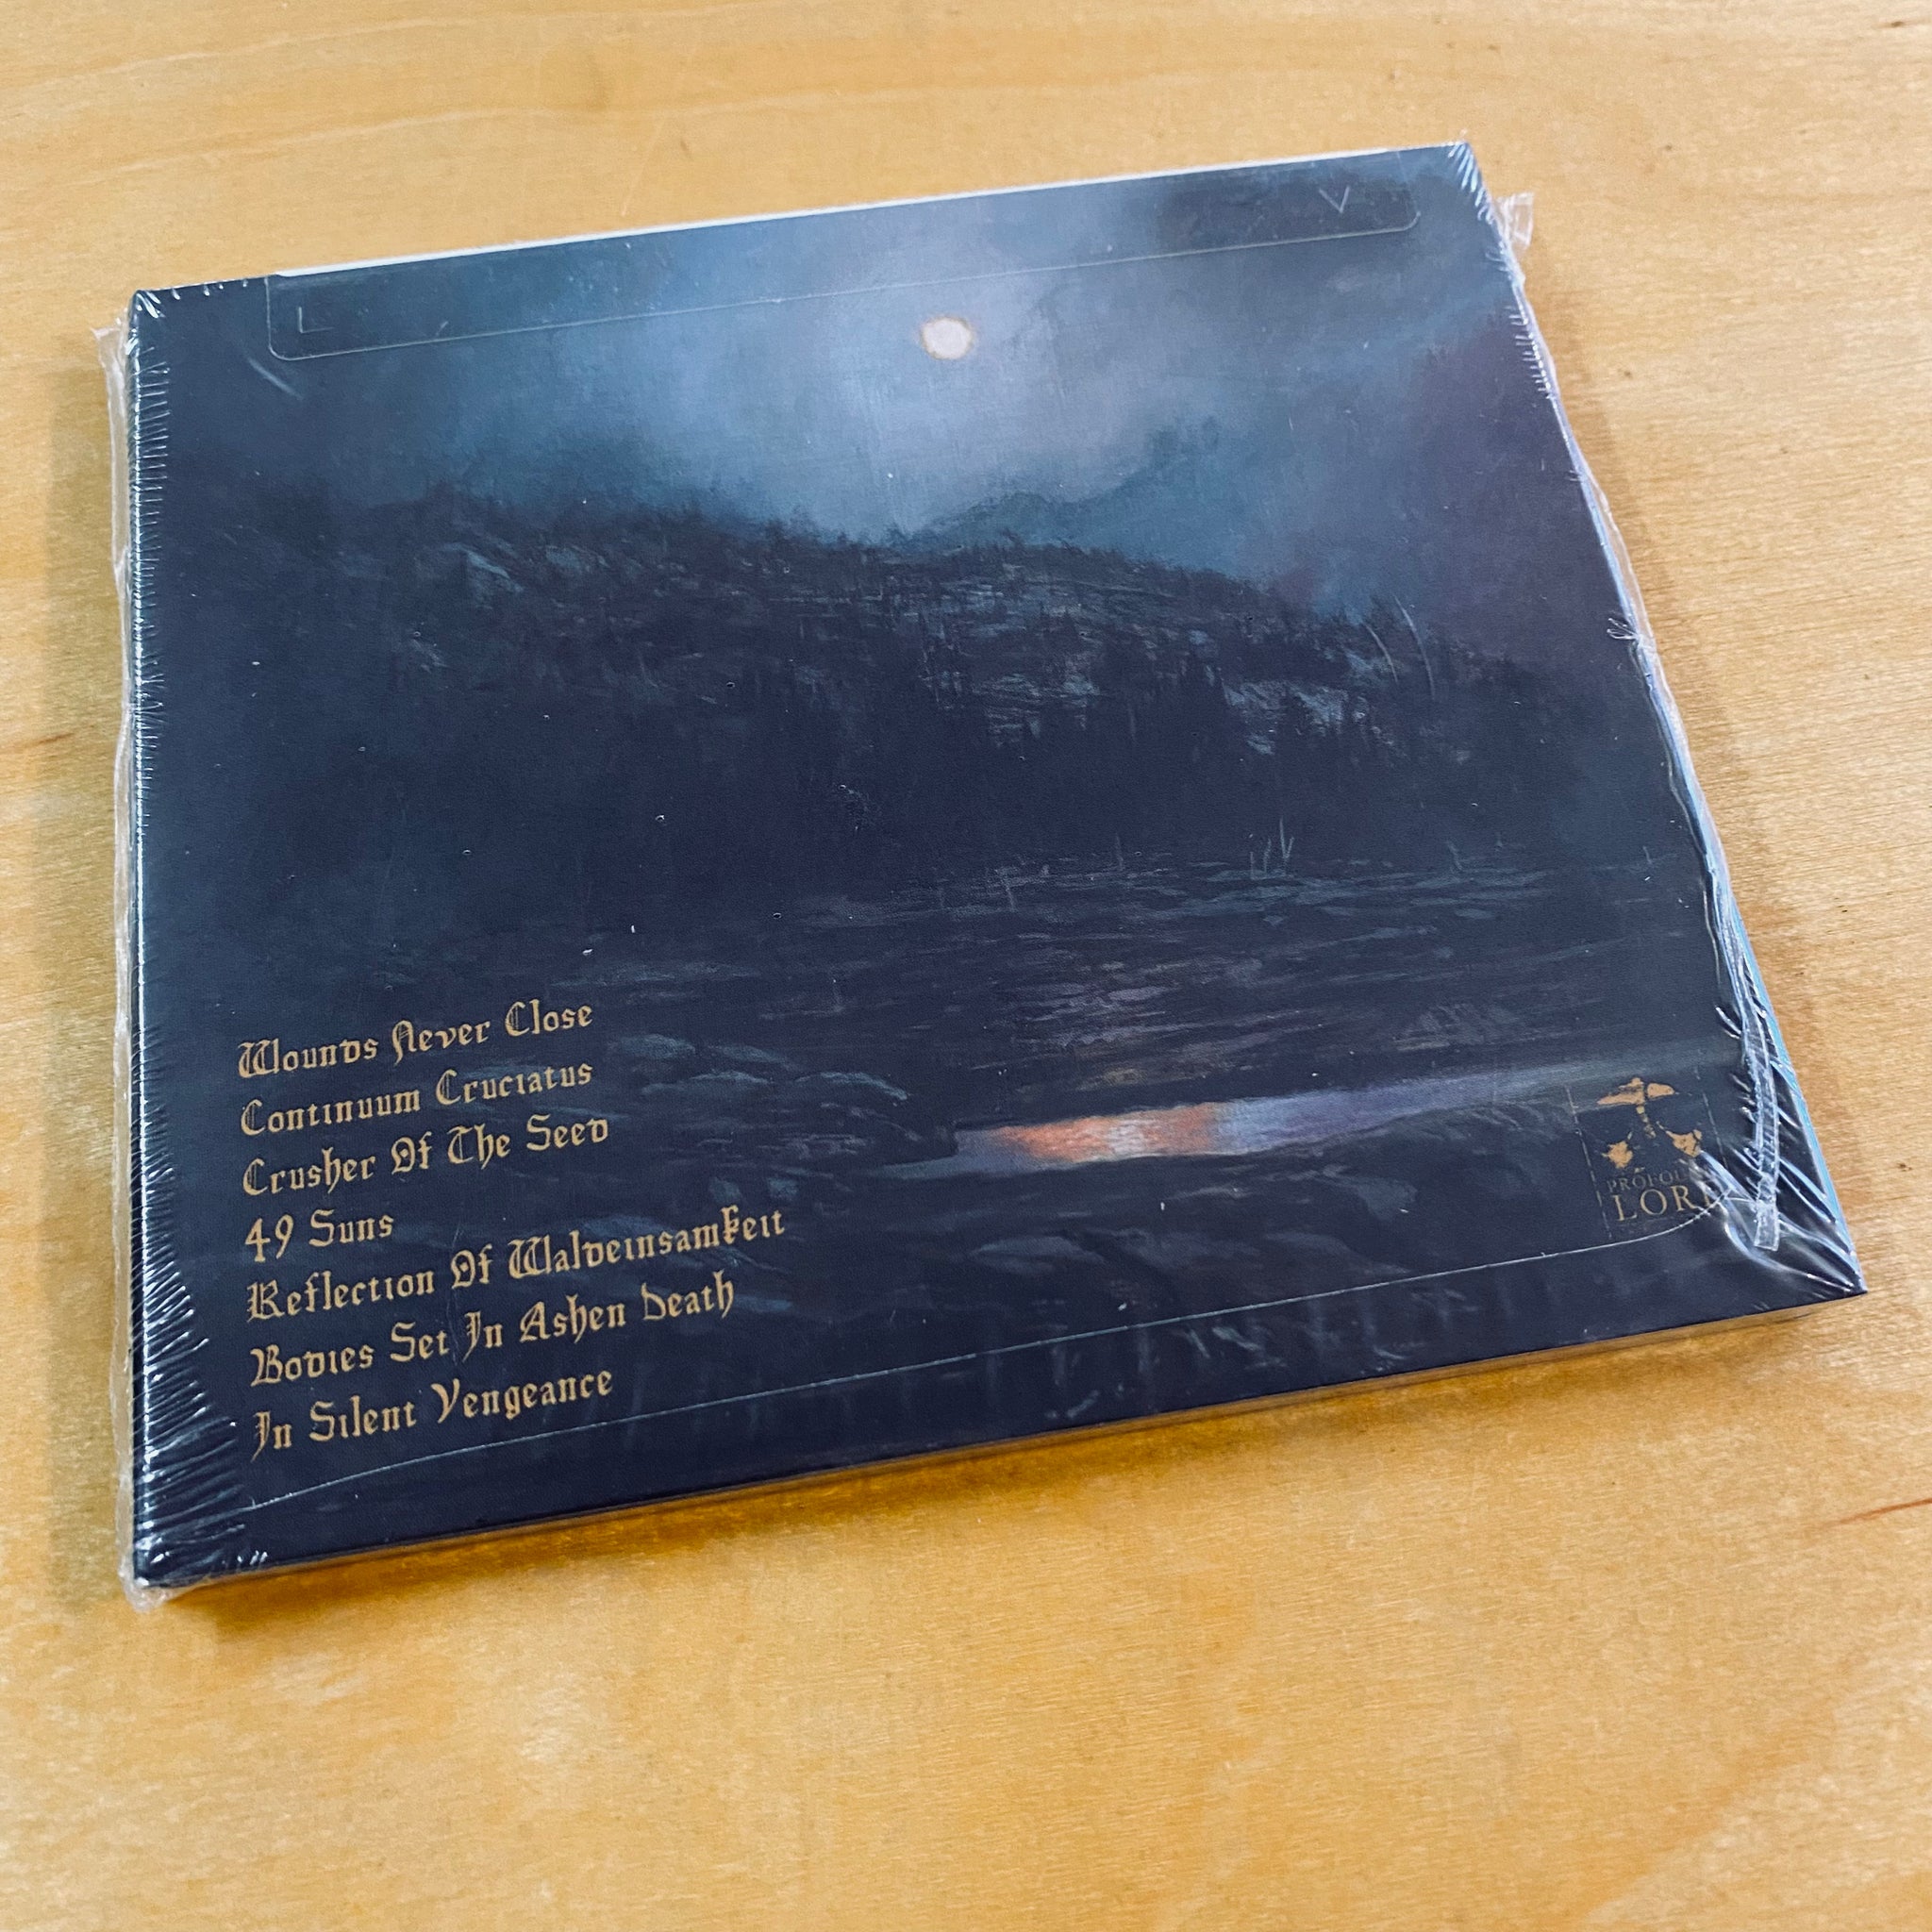 Wounds Never Close
Continuum Cruciatus
Crusher Of The Seed
49 Suns
Reflection Of Waldeinsamkeit
Bodies Set In Ashen Death
In Silent Vengeance